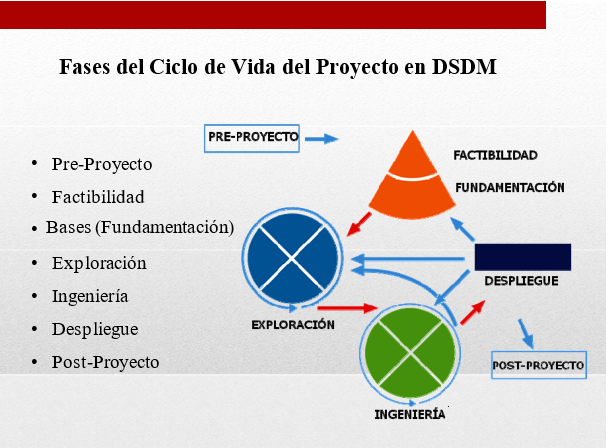 Fases del Ciclo de Vida del Proyecto en DSDM
• Pre-Proyecto
• Factibilidad
• Bases (Fundamentación)
• Exploración
• Ingeniería
• Despliegue
• Post-Proyecto
PRE-PROYECTO
FACTIBILIDAD
FUNDAMENTACIÓN
DESPLIEGUE
EXPLORACIÓN
POST-PROYECTO
INGENIERÍA